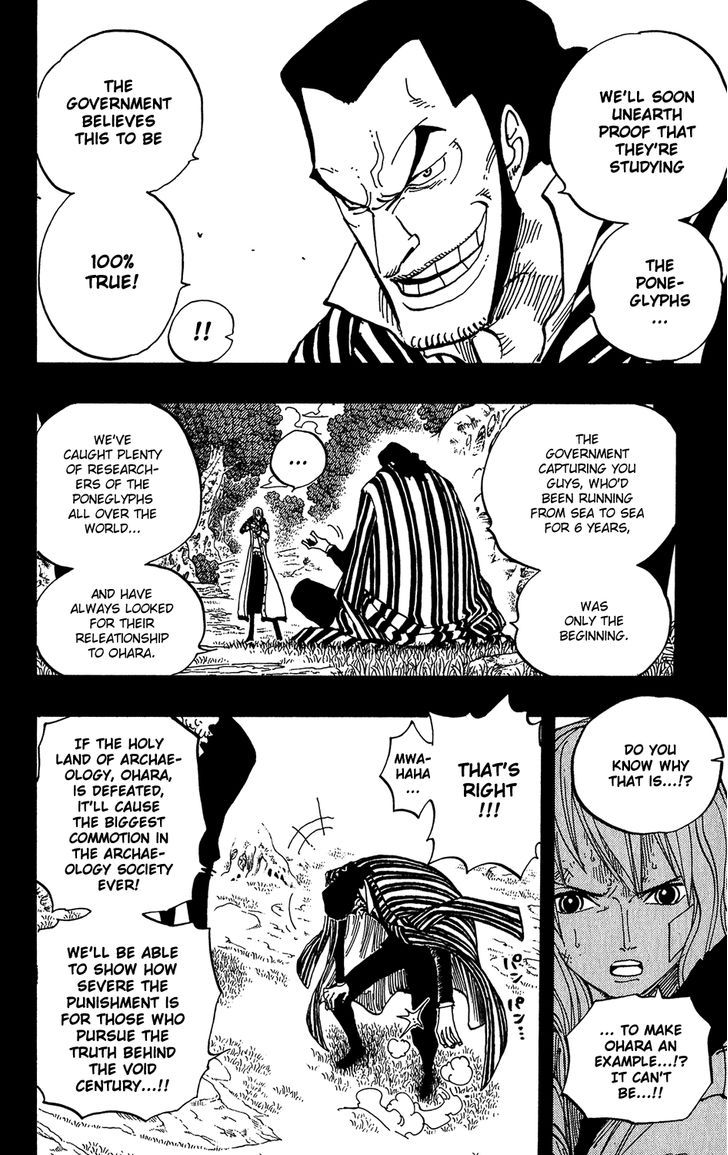 WE'LL SOON
UNEARTH
PROOF THAT
THEY'RE
STUDYING
THE
PONE-
GLYPHS
...
THE
GOVERNMENT
BELIEVES
THIS TO BE
100%
TRUE!
!!
THE
GOVERNMENT
CAPTURING YOU
GUYS, WHO'D
BEEN RUNNING
FROM SEA TO SEA
FOR 6 YEARS,
WAS
ONLY THE
BEGINNING.
...
WE'VE
CAUGHT PLENTY
OF RESEARCH-
ERS OF THE
PONEGLYPHS
ALL OVER THE
WORLD...
AND HAVE
ALWAYS LOOKED
FOR THEIR
RELEATIONSHIP
TO OHARA.
DO YOU
KNOW WHY
THAT IS...!?
... TO MAKE
OHARA AN
EXAMPLE...!?
IT CAN'T
BE...!!
THAT'S
RIGHT
!!!
MWA-
HAHA
...
パンパン...
IF THE HOLY
LAND OF ARCHAE-
OLOGY, OHARA,
IS DEFEATED,
IT'LL CAUSE
THE BIGGEST
COMMOTION IN
THE ARCHAE-
OLOGY SOCIETY
EVER!
WE'LL BE ABLE
TO SHOW HOW
SEVERE THE
PUNISHMENT IS
FOR THOSE WHO
PURSUE THE
TRUTH BEHIND
THE VOID
CENTURY...!!